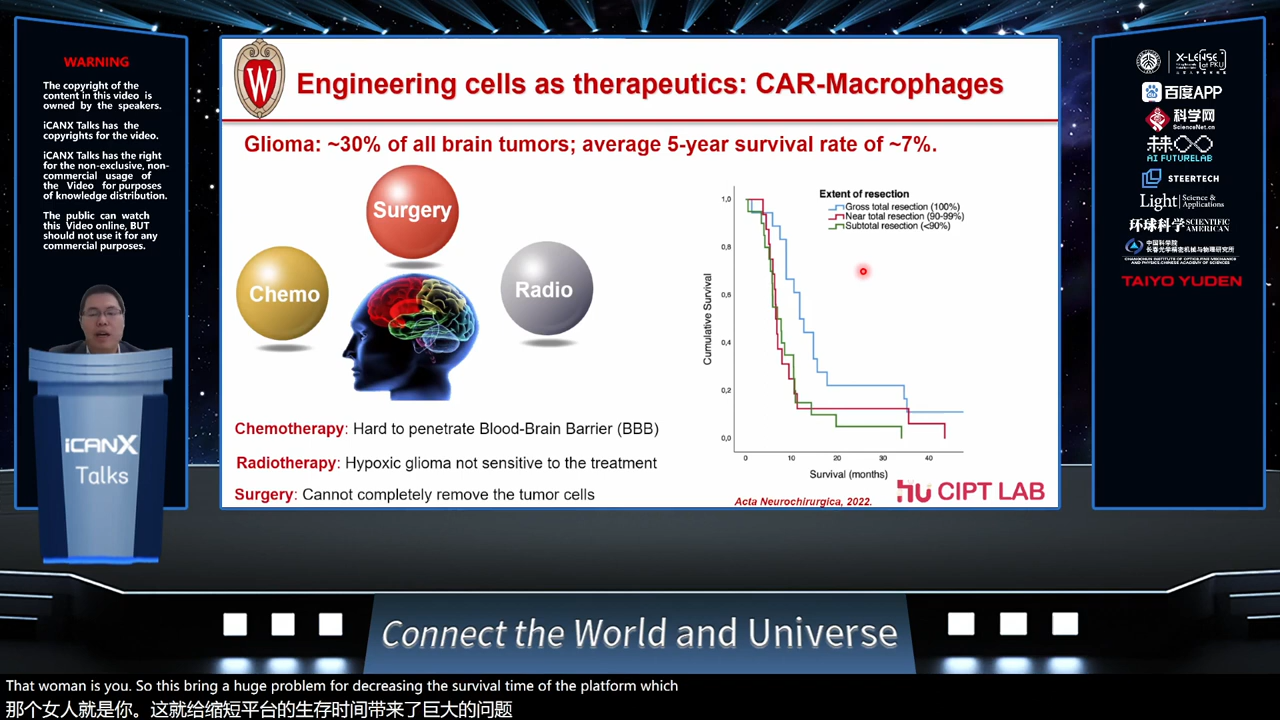 WARNING
The copyright of the
content in this video is
owned by the speakers.
iCANX Talks has the
copyrights for the video.
iCANX Talks has the right
for the non-exclusive, non-
commercial usage of
the Video for purposes
of knowledge distribution.
The public can watch
this Video online, BUT
should not use it for any
commercial purposes.
iCANX
Talks
W
Engineering cells as therapeutics: CAR-Macrophages
Glioma: ~30% of all brain tumors; average 5-year survival rate of ~7%.
Surgery
Chemo
Radio
Chemotherapy: Hard to penetrate Blood-Brain Barrier (BBB)
Radiotherapy: Hypoxic glioma not sensitive to the treatment
Surgery: Cannot completely remove the tumor cells
Extent of resection
Gross total resection (100%)
Near total resection (90-99%)
Subtotal resection (<90%)
Cumulative Survival
1,0
0,8
0,6
0,4
0,2
0,0
0 10 20 30 40
Survival (months)
Acta Neurochirurgica, 2022.
hu CIPT LAB
X-LENSE
百度APP
科学网
ScienceNet.cn
AI FUTURELAB
STEERTECH
Light Science & Applications
环球科学 SCIENTIFIC AMERICAN
中国科学院
长春光学精密机械与物理研究所
CHANGCHUN INSTITUTE OF OPTICS, FINE MECHANICS
AND PHYSICS, CHINESE ACADEMY OF SCIENCES
TAIYO YUDEN
Connect the World and Universe
That woman is you. So this bring a huge problem for decreasing the survival time of the platform which
那个女人就是你。这就给缩短平台的生存时间带来了巨大的问题